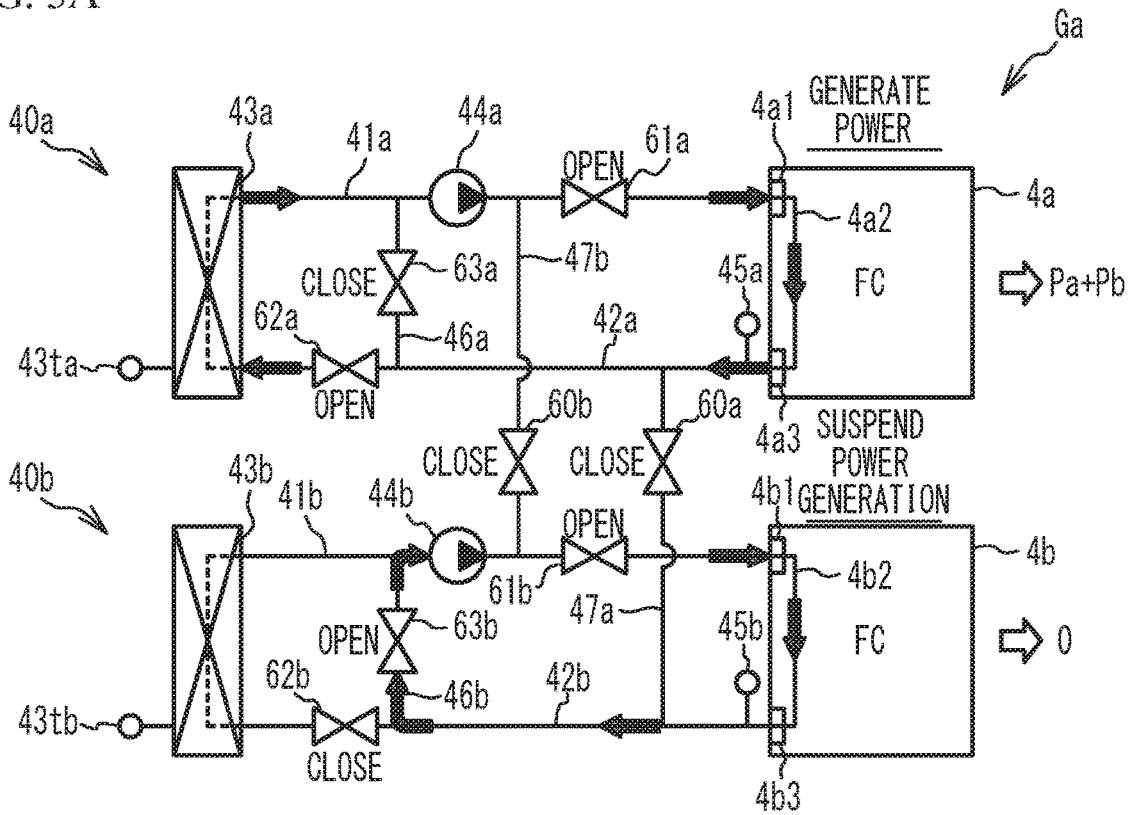 Ga
GENERATE
POWER
40a
43a
41a
44a
OPEN
61a
4a1
4a
4a2
CLOSE
63a
47b
45a
FC
Pa+Pb
62a
46a
42a
43ta
OPEN
4a3
60b
60a
CLOSE
CLOSE
SUSPEND
POWER
GENERATION
40b
43b
41b
44b
OPEN
4b1
4b
61b
4b2
OPEN
63b
47a
45b
FC
0
62b
46b
42b
43tb
CLOSE
4b3